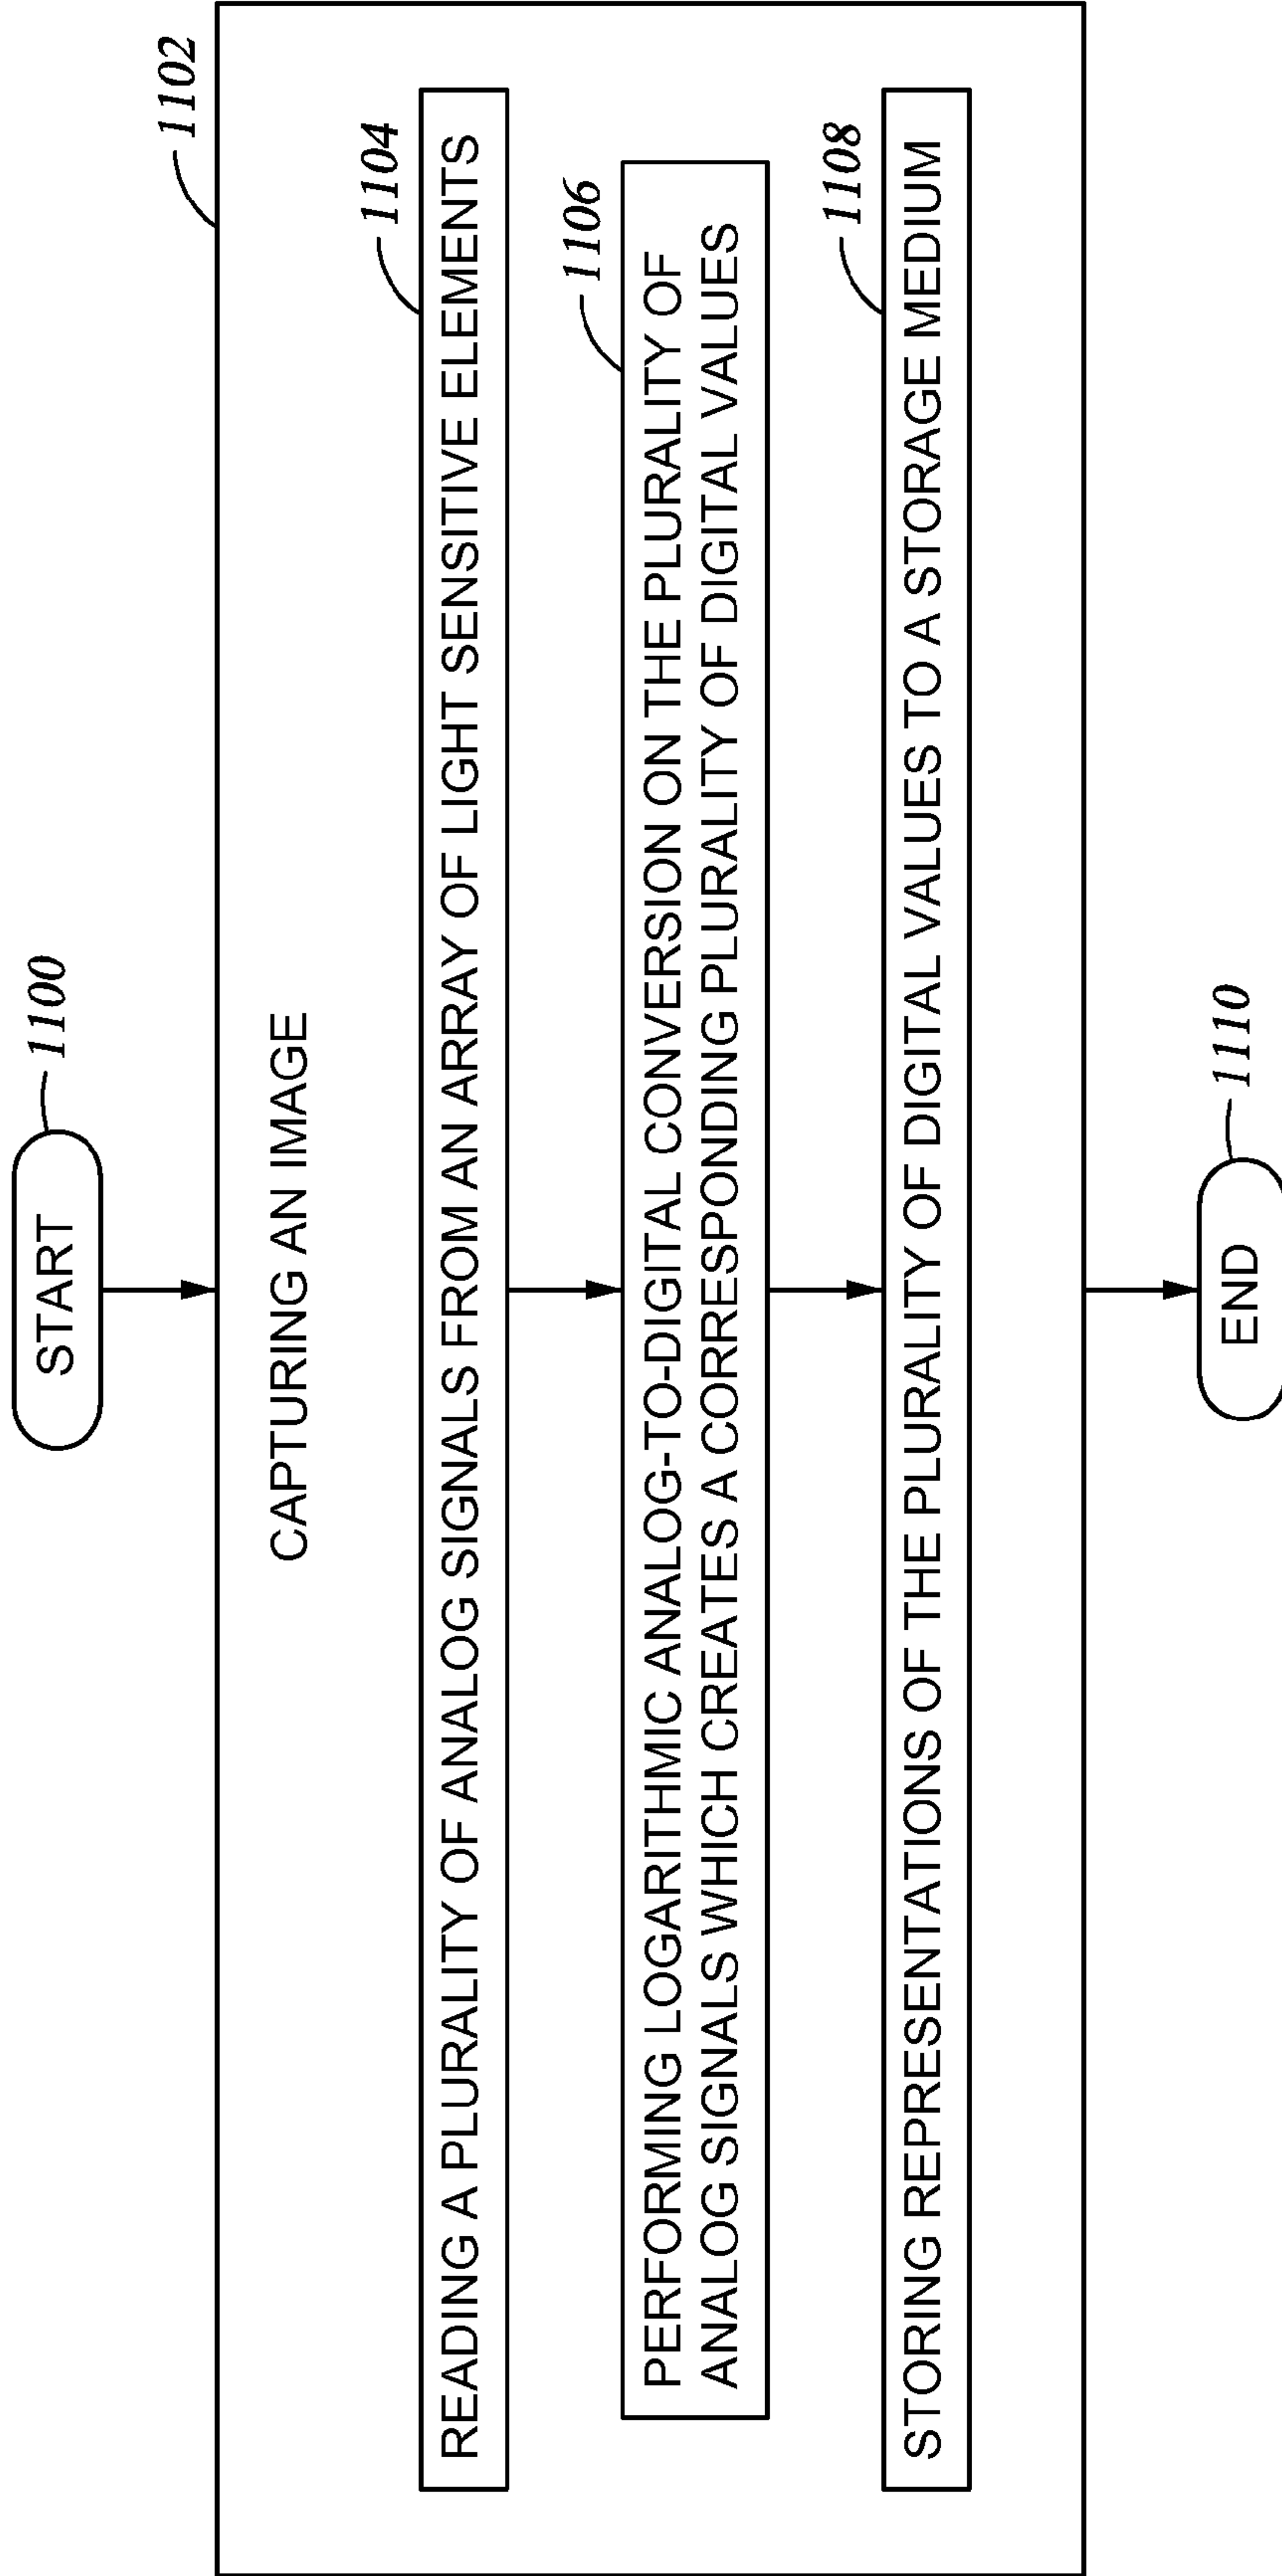 START
1100
1102
CAPTURING AN IMAGE
1104
READING A PLURALITY OF ANALOG SIGNALS FROM AN ARRAY OF LIGHT SENSITIVE ELEMENTS
1106
PERFORMING LOGARITHMIC ANALOG-TO-DIGITAL CONVERSION ON THE PLURALITY OF
ANALOG SIGNALS WHICH CREATES A CORRESPONDING PLURALITY OF DIGITAL VALUES
1108
STORING REPRESENTATIONS OF THE PLURALITY OF DIGITAL VALUES TO A STORAGE MEDIUM
END
1110